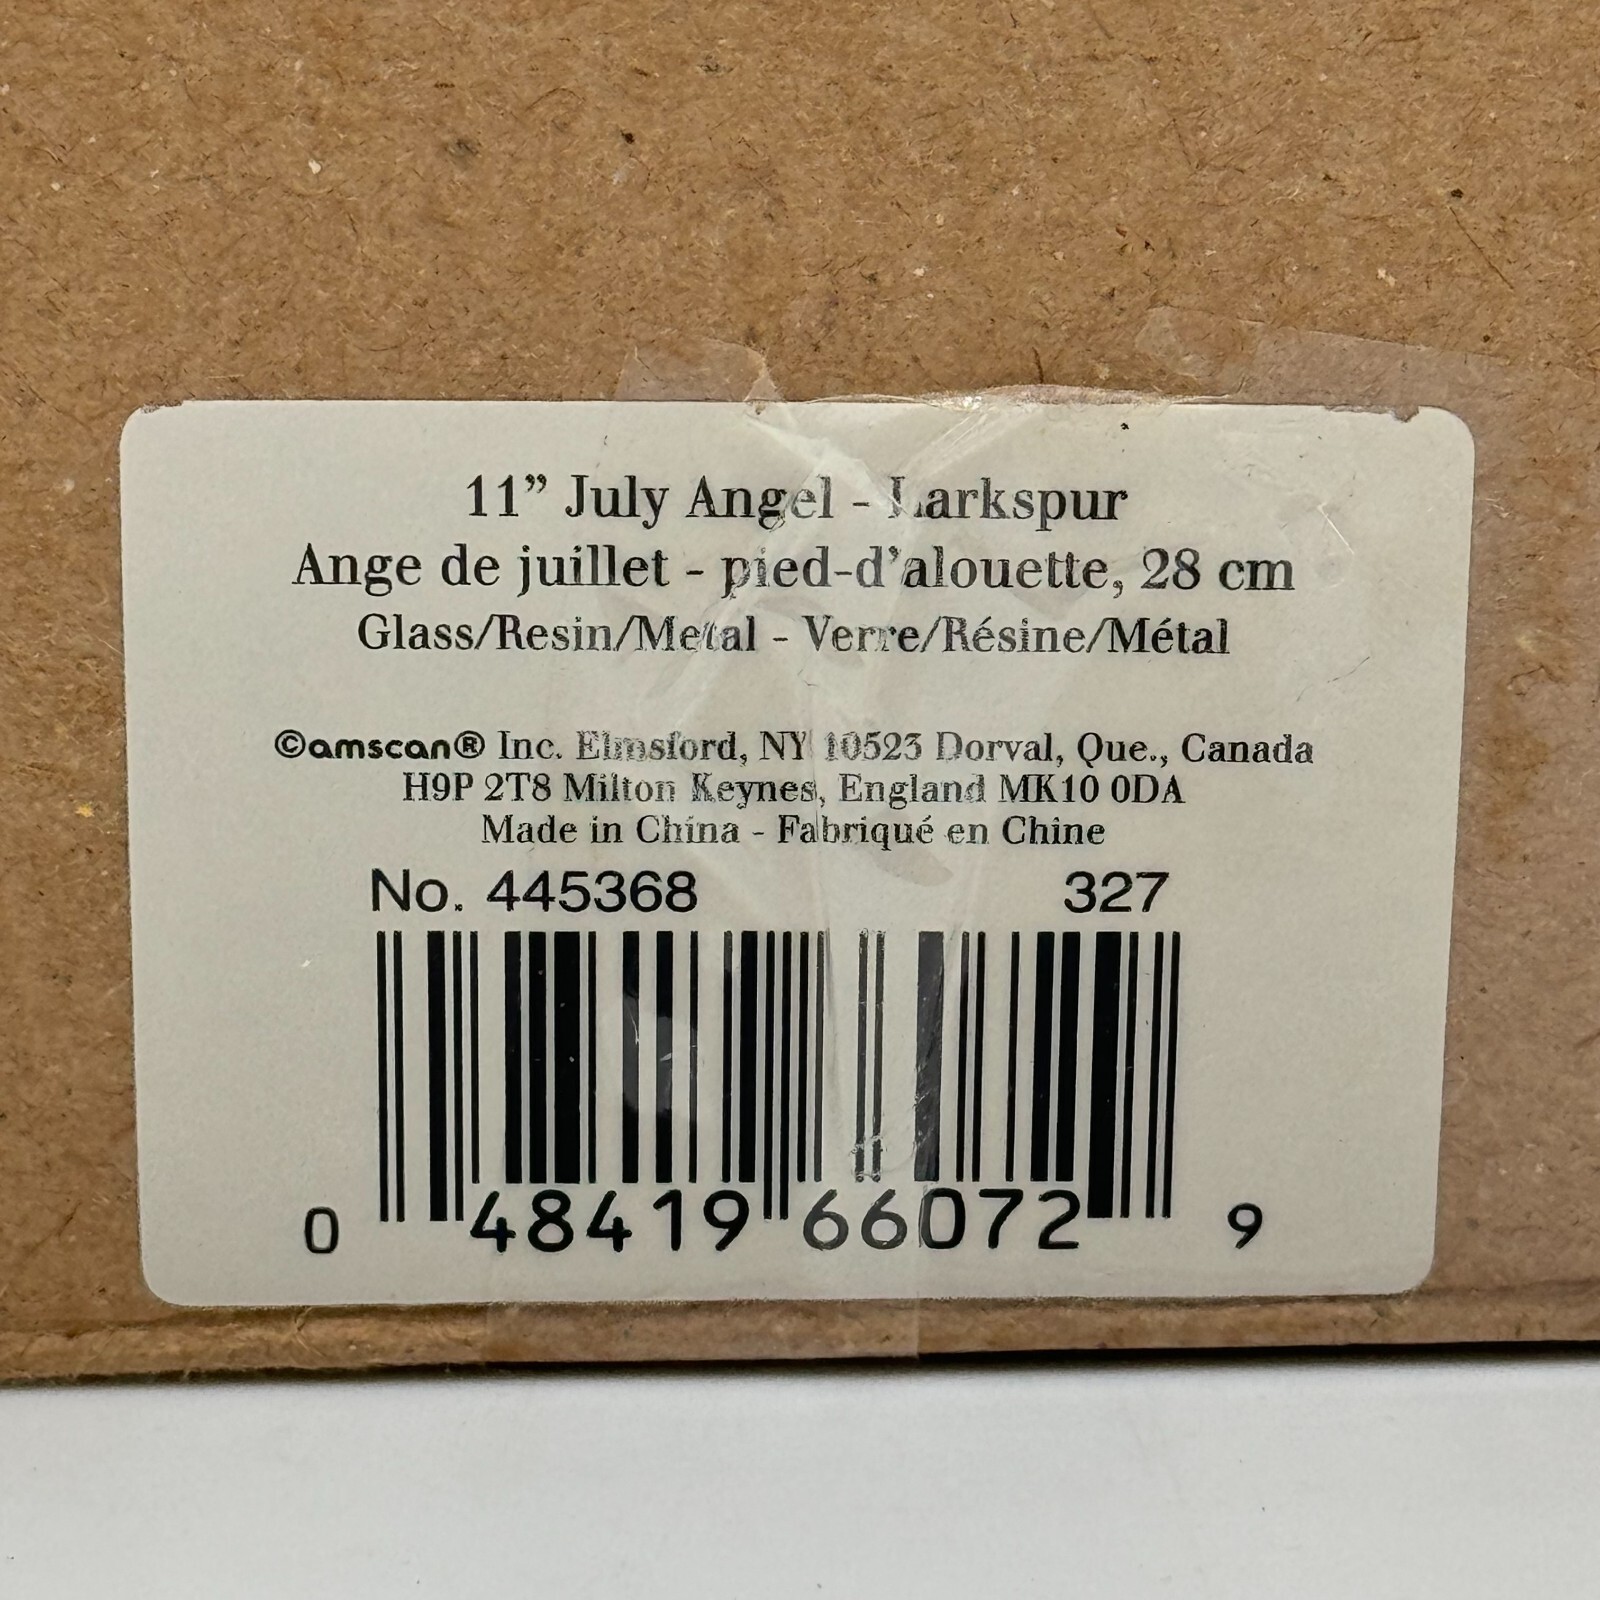 11” July Angel - Larkspur
Ange de juillet - pied-d’alouette, 28 cm
Glass/Resin/Metal - Verre/Résine/Métal
©amscan® Inc. Elmsford, NY 10523 Dorval, Que., Canada
H9P 2T8 Milton Keynes, England MK10 0DA
Made in China - Fabriqué en Chine
No. 445368 327
0 48419 66072 9